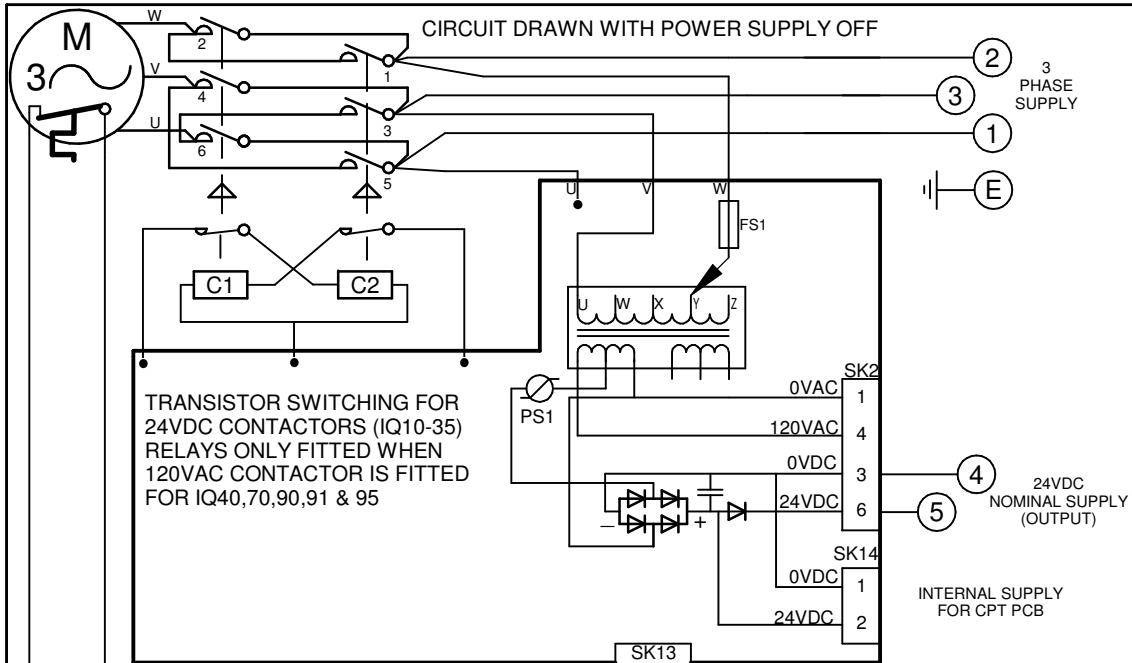 CIRCUIT DRAWN WITH POWER SUPPLY OFF
M
3
W
V
U
2
4
6
1
3
5
2
3
1
3
PHASE
SUPPLY
E
U
V
W
FS1
C1
C2
U W X Y Z
TRANSISTOR SWITCHING FOR
24VDC CONTACTORS (IQ10-35)
RELAYS ONLY FITTED WHEN
120VAC CONTACTOR IS FITTED
FOR IQ40,70,90,91 & 95
PS1
SK2
0VAC 1
120VAC 4
0VDC 3
24VDC 6
4
5
24VDC
NOMINAL SUPPLY
(OUTPUT)
− +
SK14
0VDC 1
24VDC 2
INTERNAL SUPPLY
FOR CPT PCB
SK13